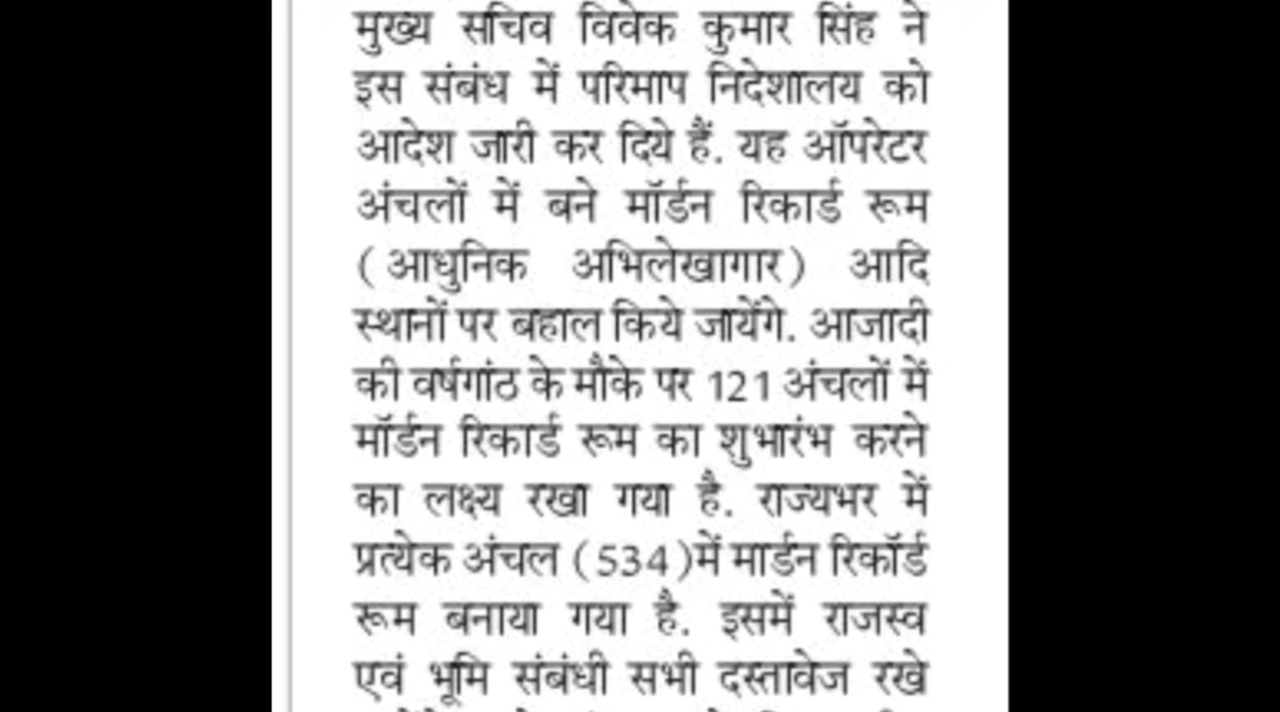 मुख्य सचिव विवेक कुमार सिंह ने
इस संबंध में परिमाप निदेशालय को
आदेश जारी कर दिये हैं. यह ऑपरेटर
अंचलों में बने मॉर्डन रिकार्ड रूम
(आधुनिक अभिलेखागार) आदि
स्थानों पर बहाल किये जायेंगे. आजादी
की वर्षगांठ के मौके पर 121 अंचलों में
मॉर्डन रिकार्ड रूम का शुभारंभ करने
का लक्ष्य रखा गया है. राज्यभर में
प्रत्येक अंचल (534)में मार्डन रिकॉर्ड
रूम बनाया गया है. इसमें राजस्व
एवं भूमि संबंधी सभी दस्तावेज रखे